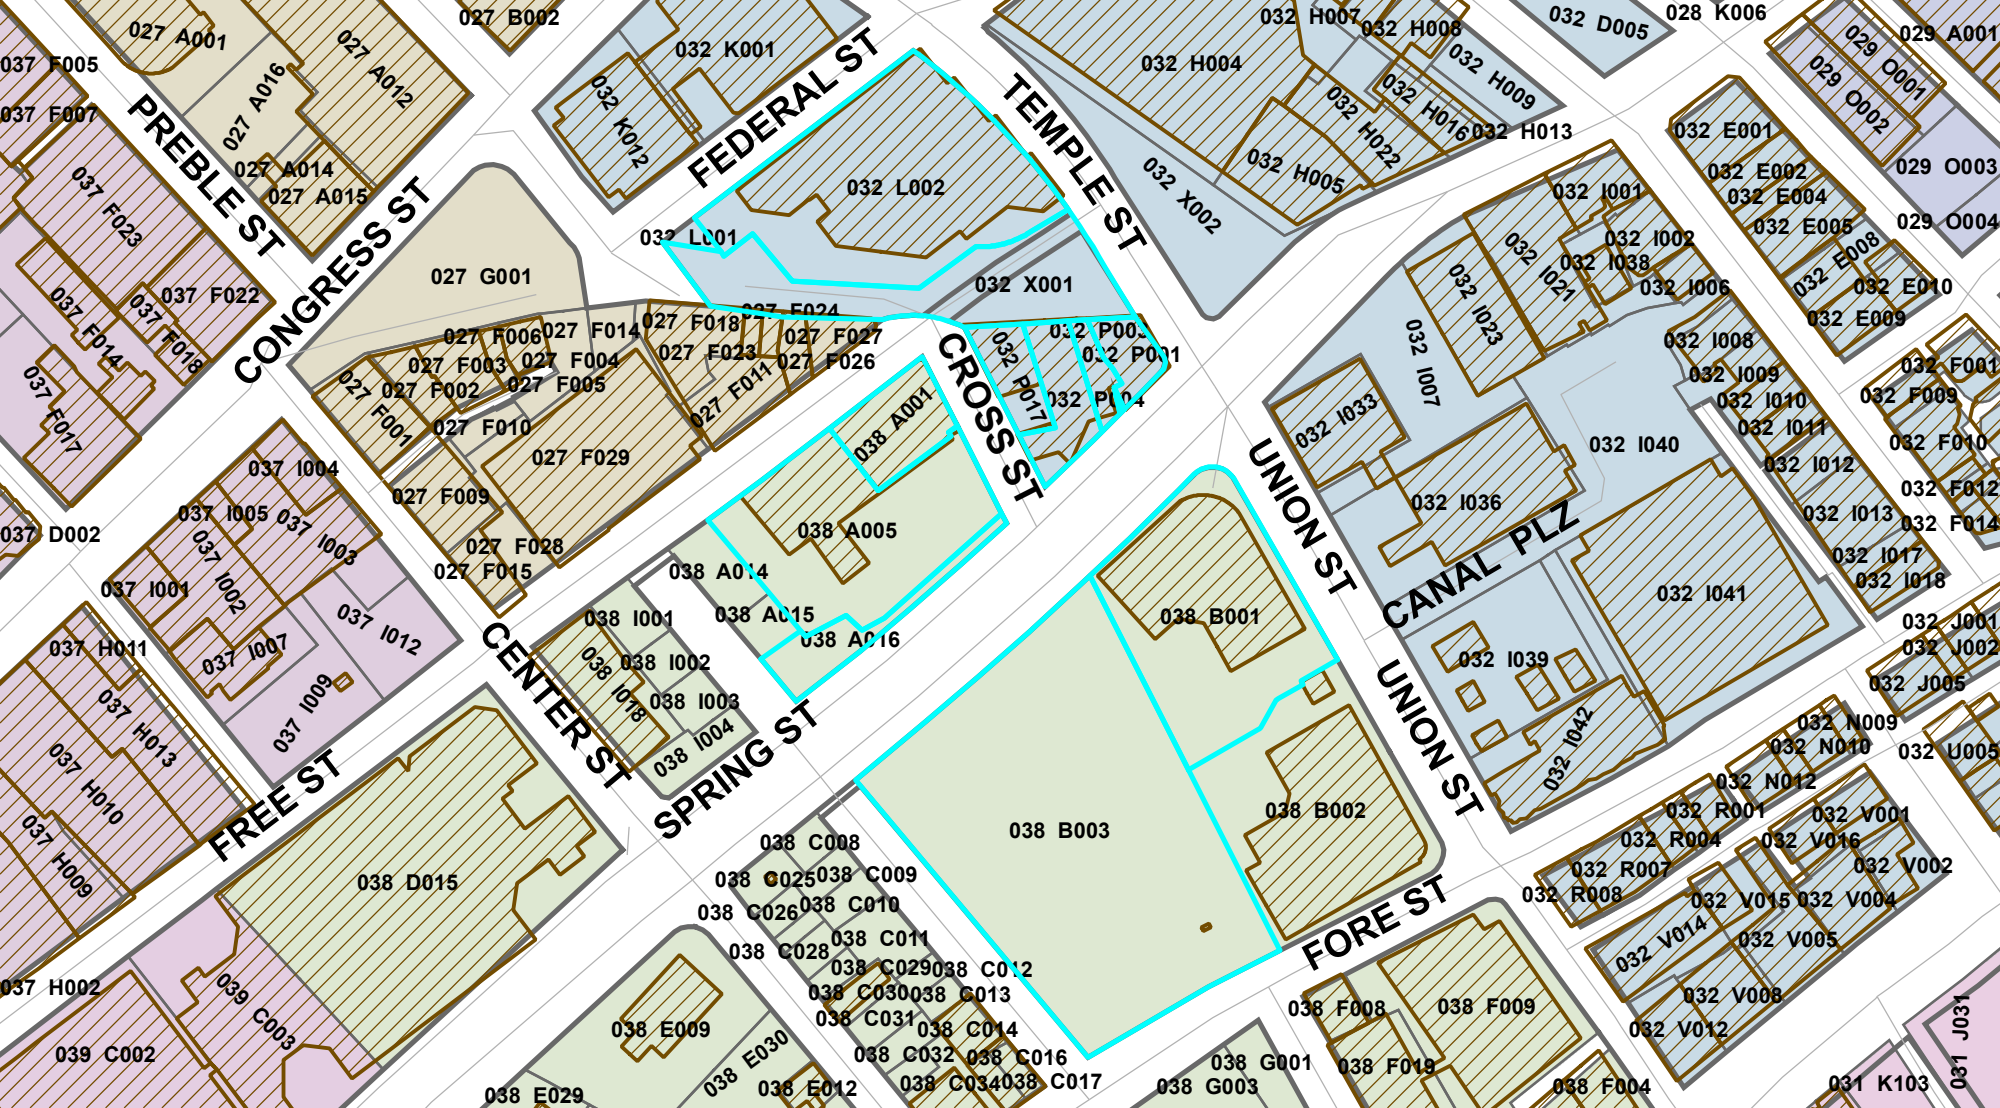 027 B002
032 H007
032 H008
032 D005
028 K006
029 A001
027 A001
027 A012
032 K001
032 H004
032 H009
029 O001
029 O002
037 F005
037 F007
027 A016
032 K012
FEDERAL ST
TEMPLE ST
032 H016
032 H013
032 H022
032 E001
PREBLE ST
027 A014
027 A015
032 L002
032 H005
032 X002
032 E002
029 O003
037 F023
032 I001
032 E004
032 E005
029 O004
CONGRESS ST
032 L001
032 I002
032 I038
032 I021
032 E008
027 G001
032 X001
032 I006
032 E010
037 F022
037 F014
037 F018
027 F024
032 I023
032 E009
027 F006
027 F014
027 F018
027 F027
032 P003
032 P001
032 I008
027 F003
027 F004
027 F023
027 F026
032 I007
032 F001
027 F002
027 F005
027 F011
CROSS ST
032 P017
032 P004
032 I009
032 F009
037 F017
027 F001
027 F010
038 A001
032 I033
032 I010
032 I011
032 I040
032 F010
037 I004
027 F029
032 I012
027 F009
UNION ST
032 I036
032 F012
037 I005
037 I003
032 I013
032 F014
037 D002
038 A005
CANAL PLZ
037 I002
027 F028
027 F015
038 A014
032 I017
032 I018
037 I001
032 I041
038 A015
038 I001
038 B001
032 J001
037 I012
038 A016
037 H011
037 I007
CENTER ST
038 I018
038 I002
032 I039
032 J002
032 J005
037 I009
038 I003
UNION ST
037 H013
038 I004
SPRING ST
032 I042
032 N009
032 N010
032 U005
037 H010
FREE ST
032 N012
038 B003
038 B002
032 R001
032 V001
037 H009
038 C008
032 R004
032 V016
038 D015
038 C025
038 C009
032 R007
032 V002
038 C026
038 C010
032 R008
032 V015
032 V004
FORE ST
038 C028
038 C011
032 V014
032 V005
037 H002
038 C029
038 C012
038 C030
038 C013
032 V008
039 C003
038 C031
038 F008
038 F009
038 E009
038 C014
032 V012
031 J031
039 C002
038 E030
038 C032
038 C016
038 G001
038 F019
038 E029
038 E012
038 C034
038 C017
038 G003
038 F004
031 K103